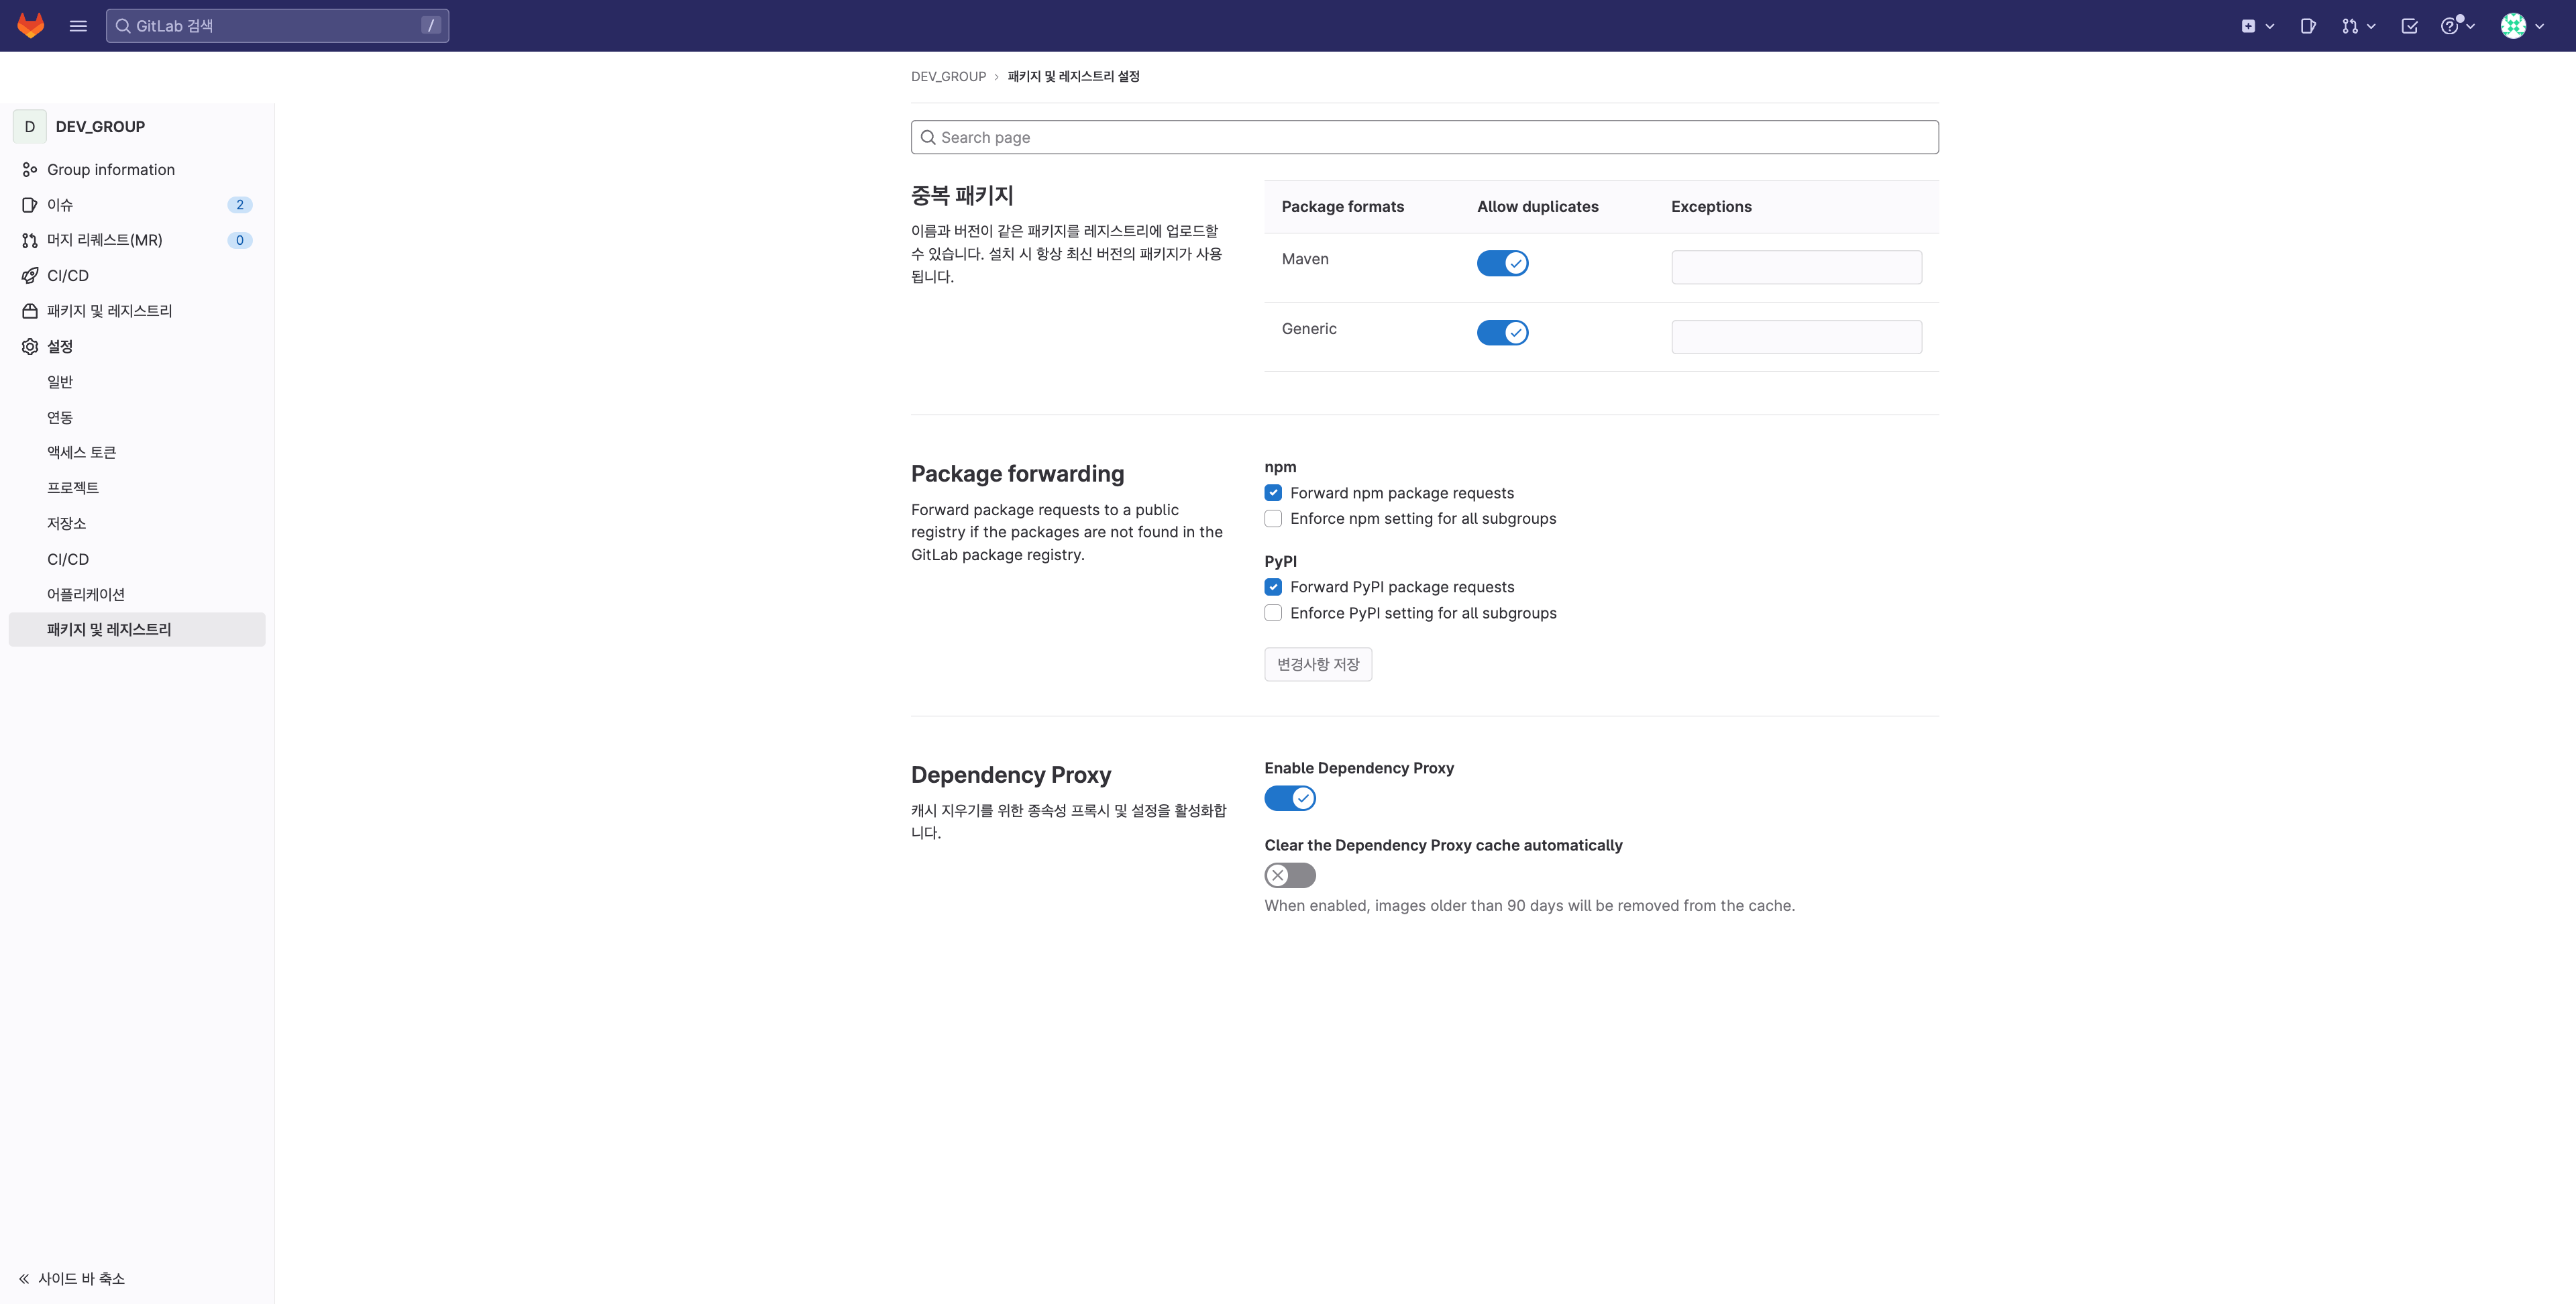 GitLab 검색
/
DEV_GROUP
패키지 및 레지스트리 설정
D
DEV_GROUP
Group information
이슈
2
머지 리퀘스트(MR)
0
CI/CD
패키지 및 레지스트리
설정
일반
연동
액세스 토큰
프로젝트
저장소
CI/CD
어플리케이션
패키지 및 레지스트리
사이드 바 축소
Search page
중복 패키지
이름과 버전이 같은 패키지를 레지스트리에 업로드할
수 있습니다. 설치 시 항상 최신 버전의 패키지가 사용
됩니다.
Package formats
Allow duplicates
Exceptions
Maven
Generic
Package forwarding
Forward package requests to a public
registry if the packages are not found in the
GitLab package registry.
npm
Forward npm package requests
Enforce npm setting for all subgroups
PyPI
Forward PyPI package requests
Enforce PyPI setting for all subgroups
변경사항 저장
Dependency Proxy
캐시 지우기를 위한 종속성 프록시 및 설정을 활성화합
니다.
Enable Dependency Proxy
Clear the Dependency Proxy cache automatically
When enabled, images older than 90 days will be removed from the cache.